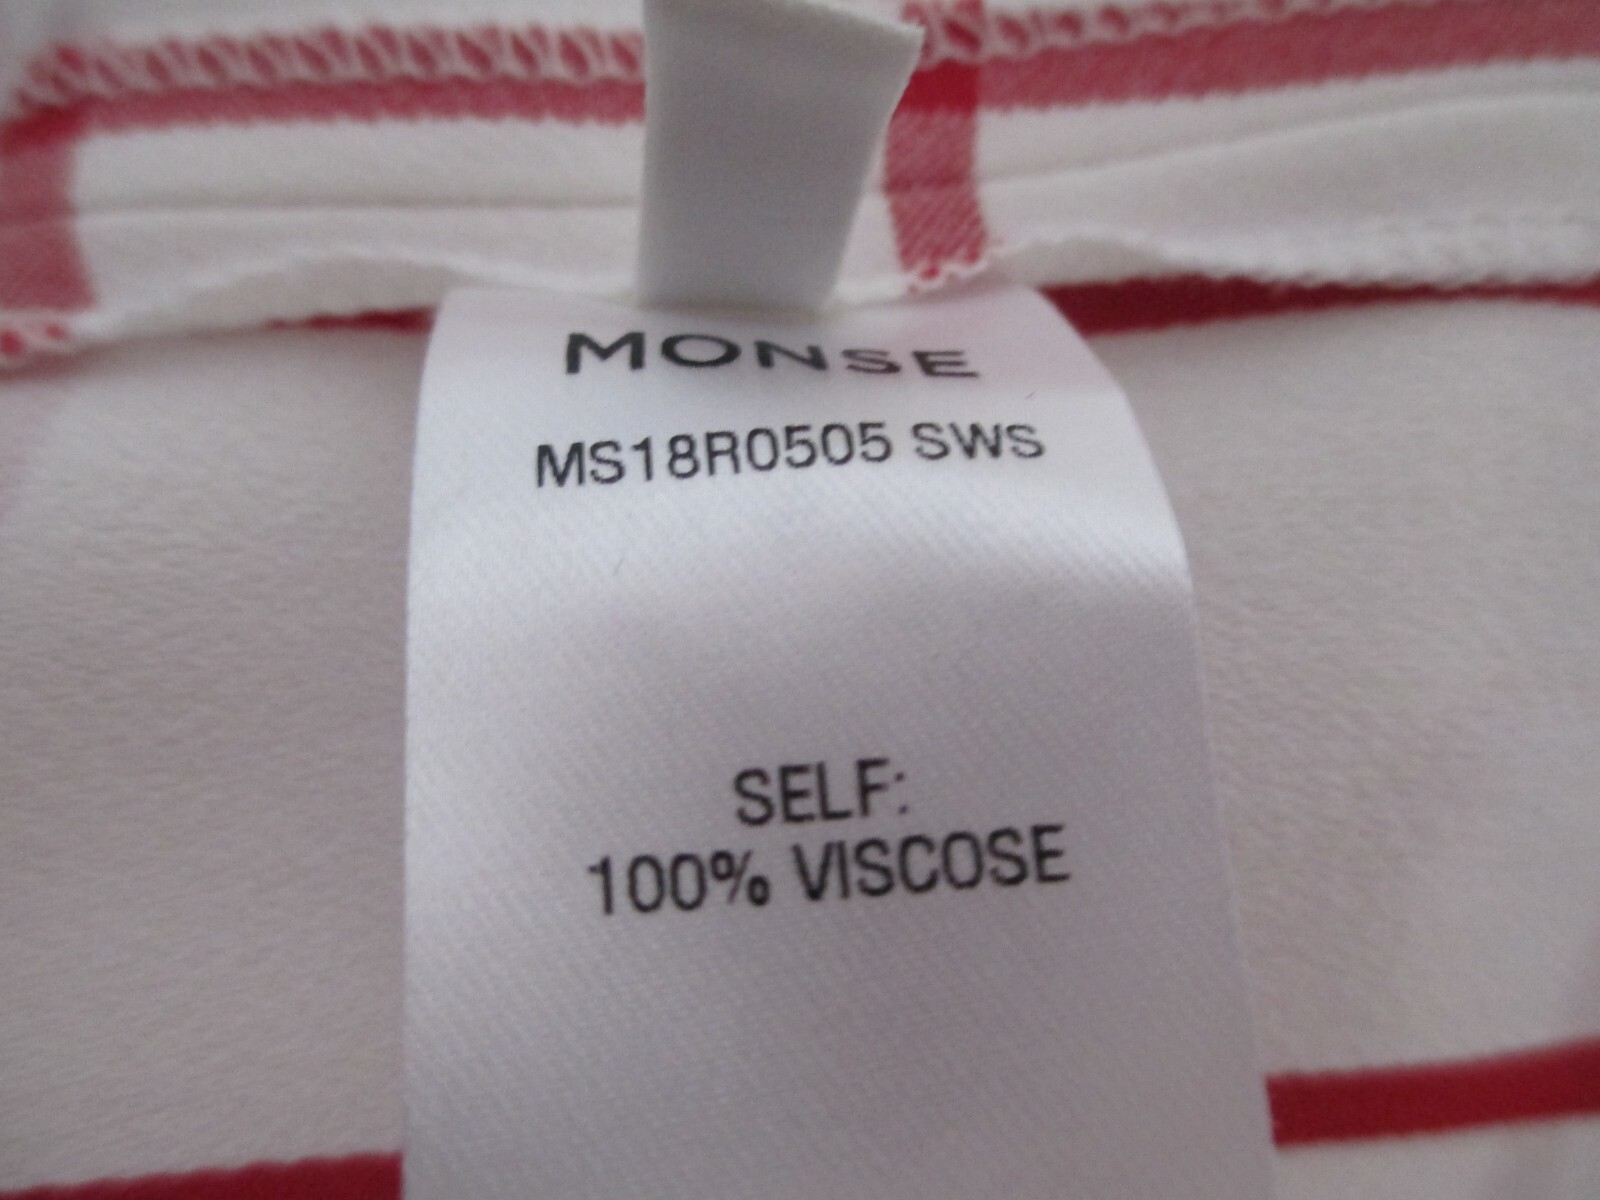 MONSE
MS18R0505 SWS
SELF:
100% VISCOSE